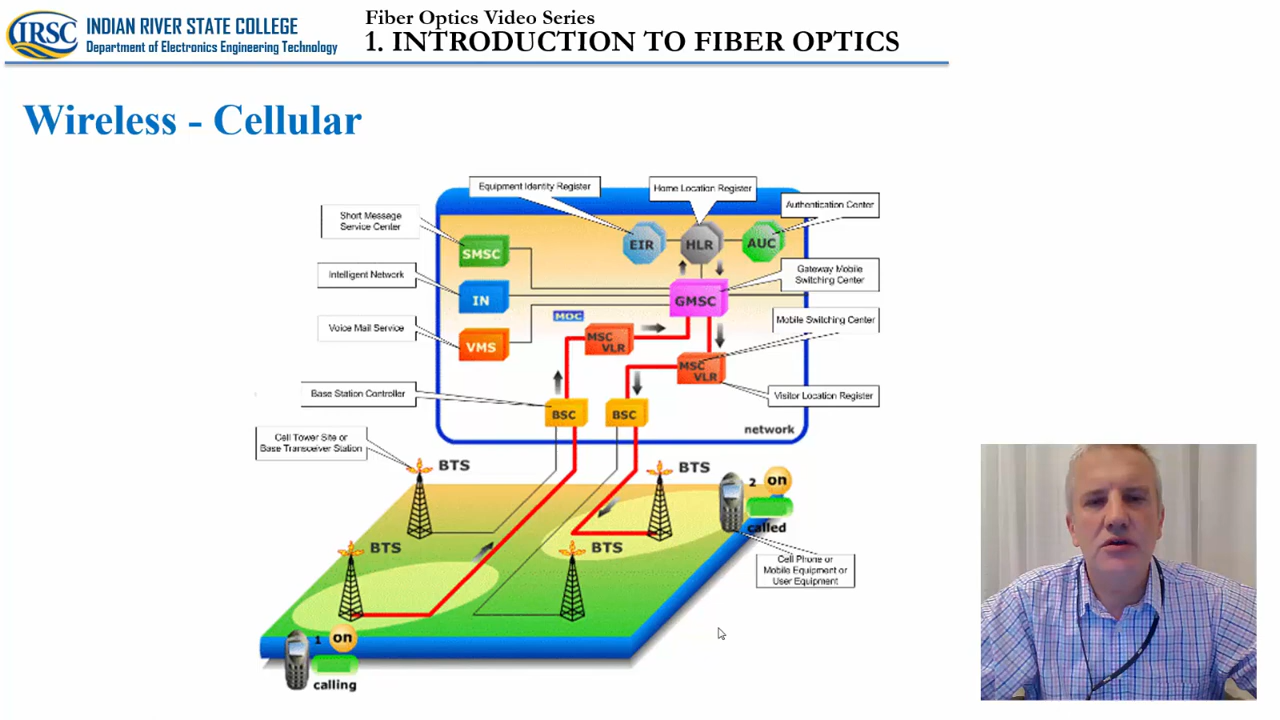 IRSC
INDIAN RIVER STATE COLLEGE
Department of Electronics Engineering Technology
Fiber Optics Video Series
1. INTRODUCTION TO FIBER OPTICS
Wireless - Cellular
Equipment Identity Register
Home Location Register
Authentication Center
Short Message
Service Center
SMSC
EIR
HLR
AUC
Intelligent Network
IN
GMSC
Gateway Mobile
Switching Center
Voice Mail Service
VMS
MOC
MSC
VLR
Mobile Switching Center
MSC
VLR
Base Station Controller
BSC
BSC
Visitor Location Register
network
Cell Tower Site or
Base Transceiver Station
BTS
BTS
2 on
called
BTS
BTS
Cell Phone or
Mobile Equipment or
User Equipment
1 on
calling